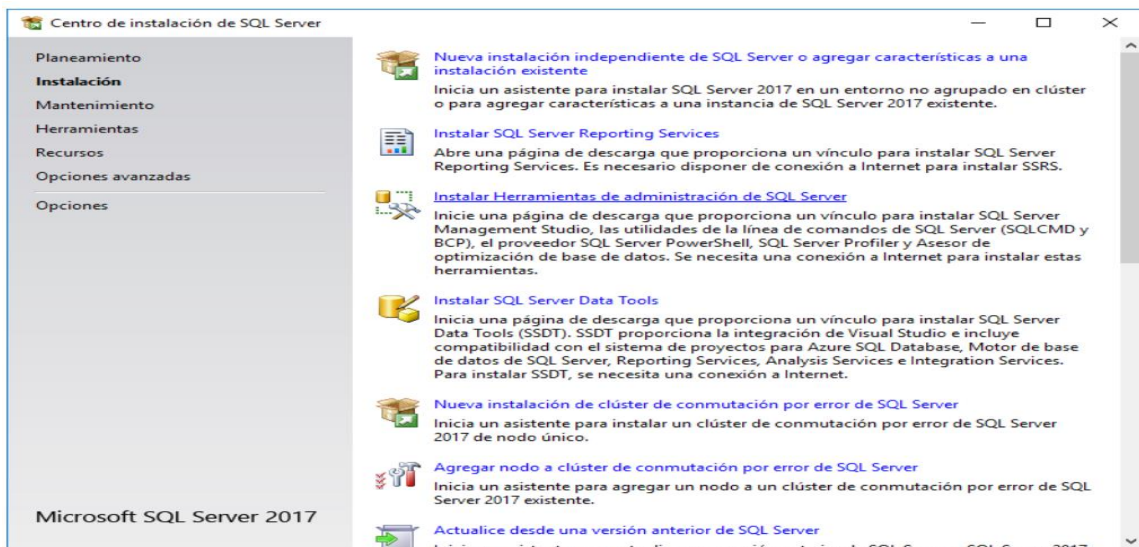 Centro de instalación de SQL Server
Planeamiento
Instalación
Mantenimiento
Herramientas
Recursos
Opciones avanzadas
Opciones
Microsoft SQL Server 2017
Nueva instalación independiente de SQL Server o agregar características a una
instalación existente
Inicia un asistente para instalar SQL Server 2017 en un entorno no agrupado en clúster
o para agregar características a una instancia de SQL Server 2017 existente.
Instalar SQL Server Reporting Services
Abre una página de descarga que proporciona un vínculo para instalar SQL Server
Reporting Services. Es necesario disponer de conexión a Internet para instalar SSRS.
Instalar Herramientas de administración de SQL Server
Inicie una página de descarga que proporciona un vínculo para instalar SQL Server
Management Studio, las utilidades de la línea de comandos de SQL Server (SQLCMD y
BCP), el proveedor SQL Server PowerShell, SQL Server Profiler y Asesor de
optimización de base de datos. Se necesita una conexión a Internet para instalar estas
herramientas.
Instalar SQL Server Data Tools
Inicia una página de descarga que proporciona un vínculo para instalar SQL Server
Data Tools (SSDT). SSDT proporciona la integración de Visual Studio e incluye
compatibilidad con el sistema de proyectos para Azure SQL Database, Motor de base
de datos de SQL Server, Reporting Services, Analysis Services e Integration Services.
Para instalar SSDT, se necesita una conexión a Internet.
Nueva instalación de clúster de conmutación por error de SQL Server
Inicia un asistente para instalar un clúster de conmutación por error de SQL Server
2017 de nodo único.
Agregar nodo a clúster de conmutación por error de SQL Server
Inicia un asistente para agregar un nodo a un clúster de conmutación por error de SQL
Server 2017 existente.
Actualice desde una versión anterior de SQL Server